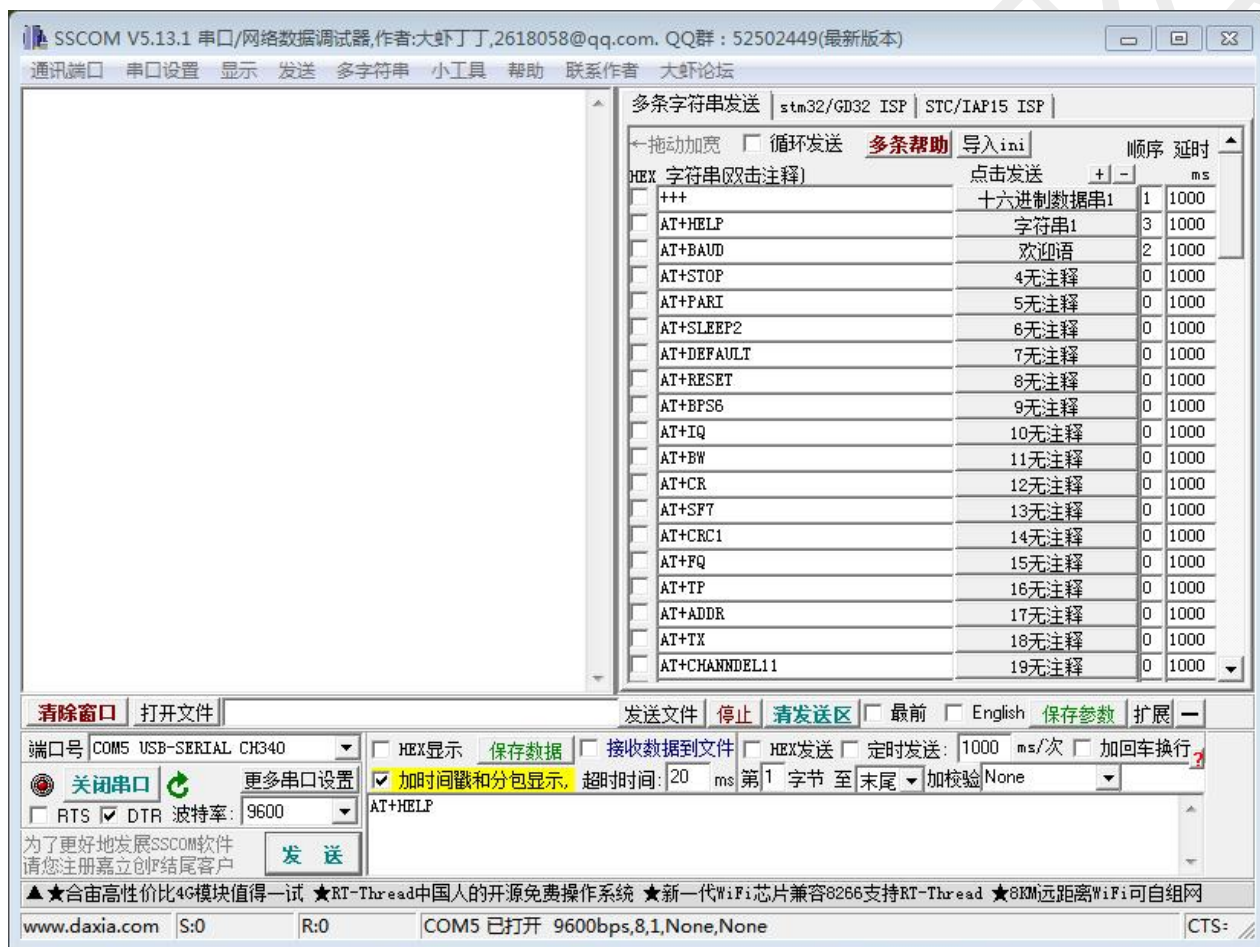 SSCOM V5.13.1 串口/网络数据调试器,作者:大虾丁丁,2618058@qq.com. QQ群：52502449(最新版本)
通讯端口 串口设置 显示 发送 多字符串 小工具 帮助 联系作者 大虾论坛
多条字符串发送 stm32/GD32 ISP STC/IAP15 ISP
←拖动加宽 循环发送 多条帮助 导入ini 顺序 延时
HEX 字符串(双击注释) 点击发送 + - ms
+++ 十六进制数据串1 1 1000
AT+HELP 字符串1 3 1000
AT+BAUD 欢迎语 2 1000
AT+STOP 4无注释 0 1000
AT+PARI 5无注释 0 1000
AT+SLEEP2 6无注释 0 1000
AT+DEFAULT 7无注释 0 1000
AT+RESET 8无注释 0 1000
AT+BPS6 9无注释 0 1000
AT+IQ 10无注释 0 1000
AT+BW 11无注释 0 1000
AT+CR 12无注释 0 1000
AT+SF7 13无注释 0 1000
AT+CRC1 14无注释 0 1000
AT+FQ 15无注释 0 1000
AT+TP 16无注释 0 1000
AT+ADDR 17无注释 0 1000
AT+TX 18无注释 0 1000
AT+CHANNDEL11 19无注释 0 1000
清除窗口 打开文件 发送文件 停止 清发送区 最前 English 保存参数 扩展 —
端口号 COM5 USB-SERIAL CH340 HEX显示 保存数据 接收数据到文件 HEX发送 定时发送: 1000 ms/次 加回车换行 ?
关闭串口 更多串口设置 加时间戳和分包显示, 超时时间: 20 ms 第1 字节 至 末尾 加校验 None
RTS DTR 波特率: 9600
AT+HELP
为了更好地发展SSCOM软件
请您注册嘉立创F结尾客户
发 送
▲★合宙高性价比4G模块值得一试 ★RT-Thread中国人的开源免费操作系统 ★新一代WiFi芯片兼容8266支持RT-Thread ★8KM远距离WiFi可自组网
www.daxia.com S:0 R:0 COM5 已打开 9600bps,8,1,None,None CTS=